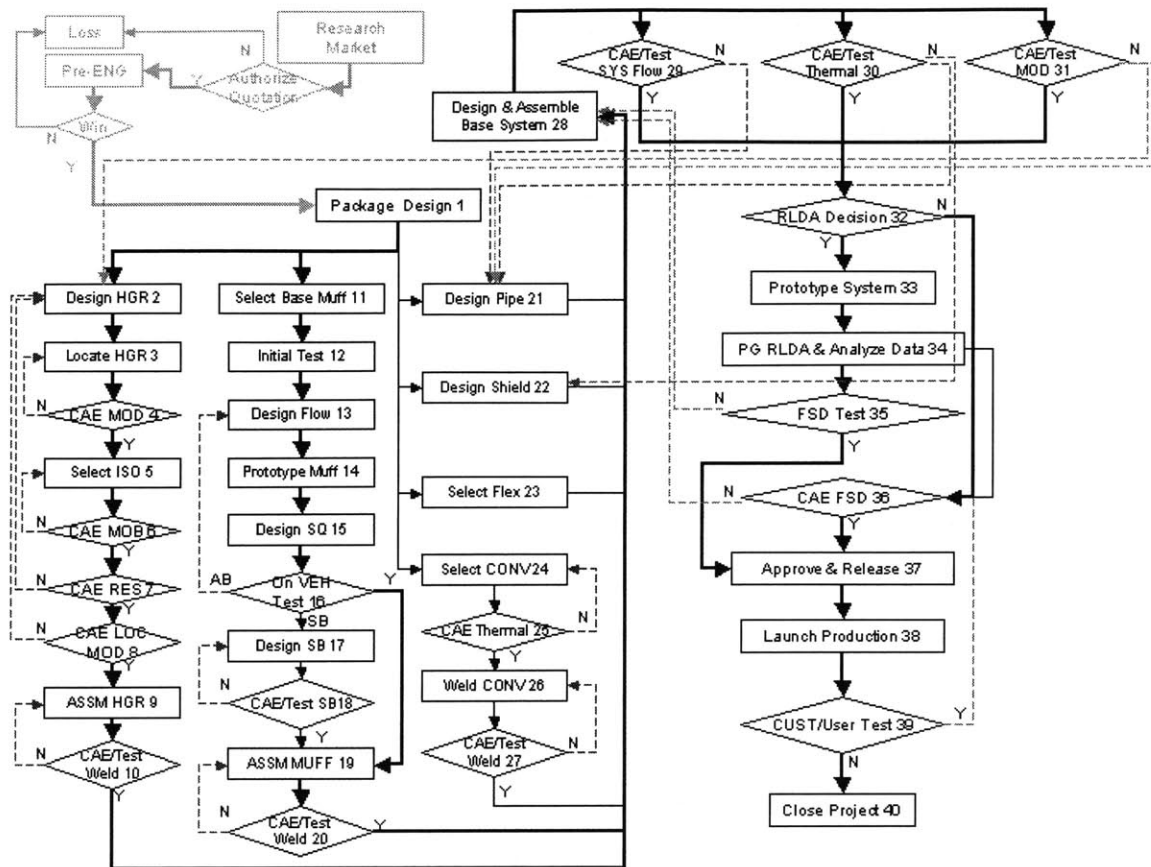 Loss
Research
Market
N
Pre-ENG
Y
Authorize
Quotation
N
Win
Y
CAE/Test
SYS Flow 29
N
Y
CAE/Test
Thermal 30
N
Y
CAE/Test
MOD 31
N
Y
Design & Assemble
Base System 28
Package Design 1
Design HGR 2
Locate HGR 3
N
CAE MOD 4
Y
Select ISO 5
N
CAE MOB 6
Y
N
CAE RES 7
Y
N
CAE LOC
MOD 8
Y
ASSM HGR 9
N
CAE/Test
Weld 10
Y
Select Base Muff 11
Initial Test 12
Design Flow 13
Prototype Muff 14
Design SQ 15
AB
On VEH
Test 16
Y
SB
Design SB 17
N
CAE/Test SB18
Y
ASSM MUFF 19
N
CAE/Test
Weld 20
Y
Design Pipe 21
Design Shield 22
Select Flex 23
Select CONV24
CAE Thermal 25
N
Y
Weld CONV26
CAE/Test
Weld 27
N
Y
RLDA Decision 32
N
Y
Prototype System 33
PG RLDA & Analyze Data 34
N
FSD Test 35
Y
N
CAE FSD 36
Y
Approve & Release 37
Launch Production 38
CUST/User Test 39
Y
N
Close Project 40